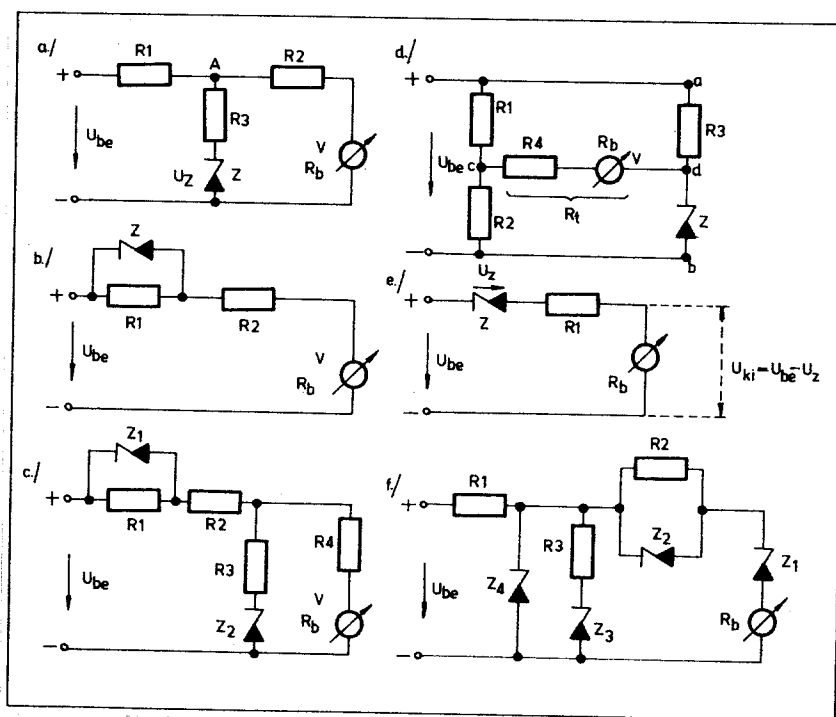 a./
+
R1
A
R2
R3
U_be
U_Z
Z
V
R_b
−
b./
Z
+
R1
R2
U_be
V
R_b
−
c./
Z1
+
R1
R2
R3
R4
U_be
Z2
V
R_b
−
d./
+
a
R1
R3
U_be
c
R4
R_b
V
d
R_t
R2
Z
−
b
e./
U_z
+
Z
R1
U_be
R_b
U_ki=U_be−U_z
−
f./
R2
+
R1
R3
Z2
Z1
Z4
U_be
Z3
R_b
−